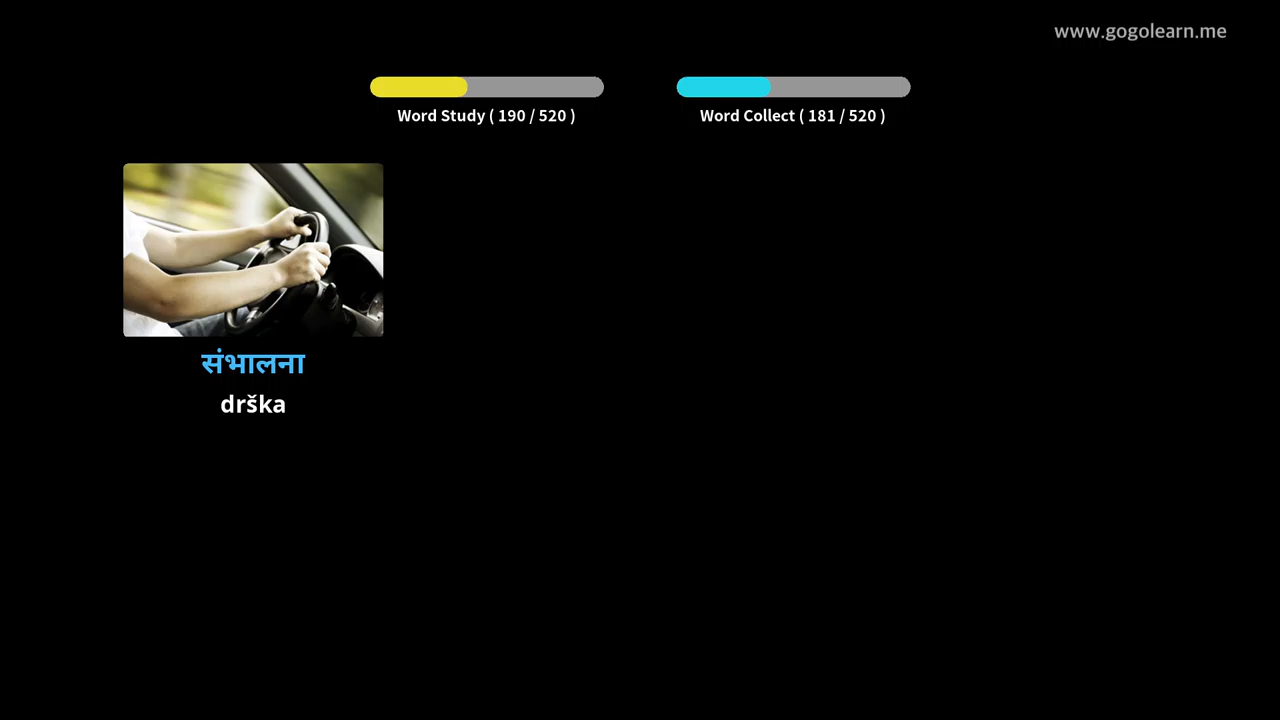 www.gogolearn.me
Word Study ( 190 / 520 )
Word Collect ( 181 / 520 )
संभालना
drška